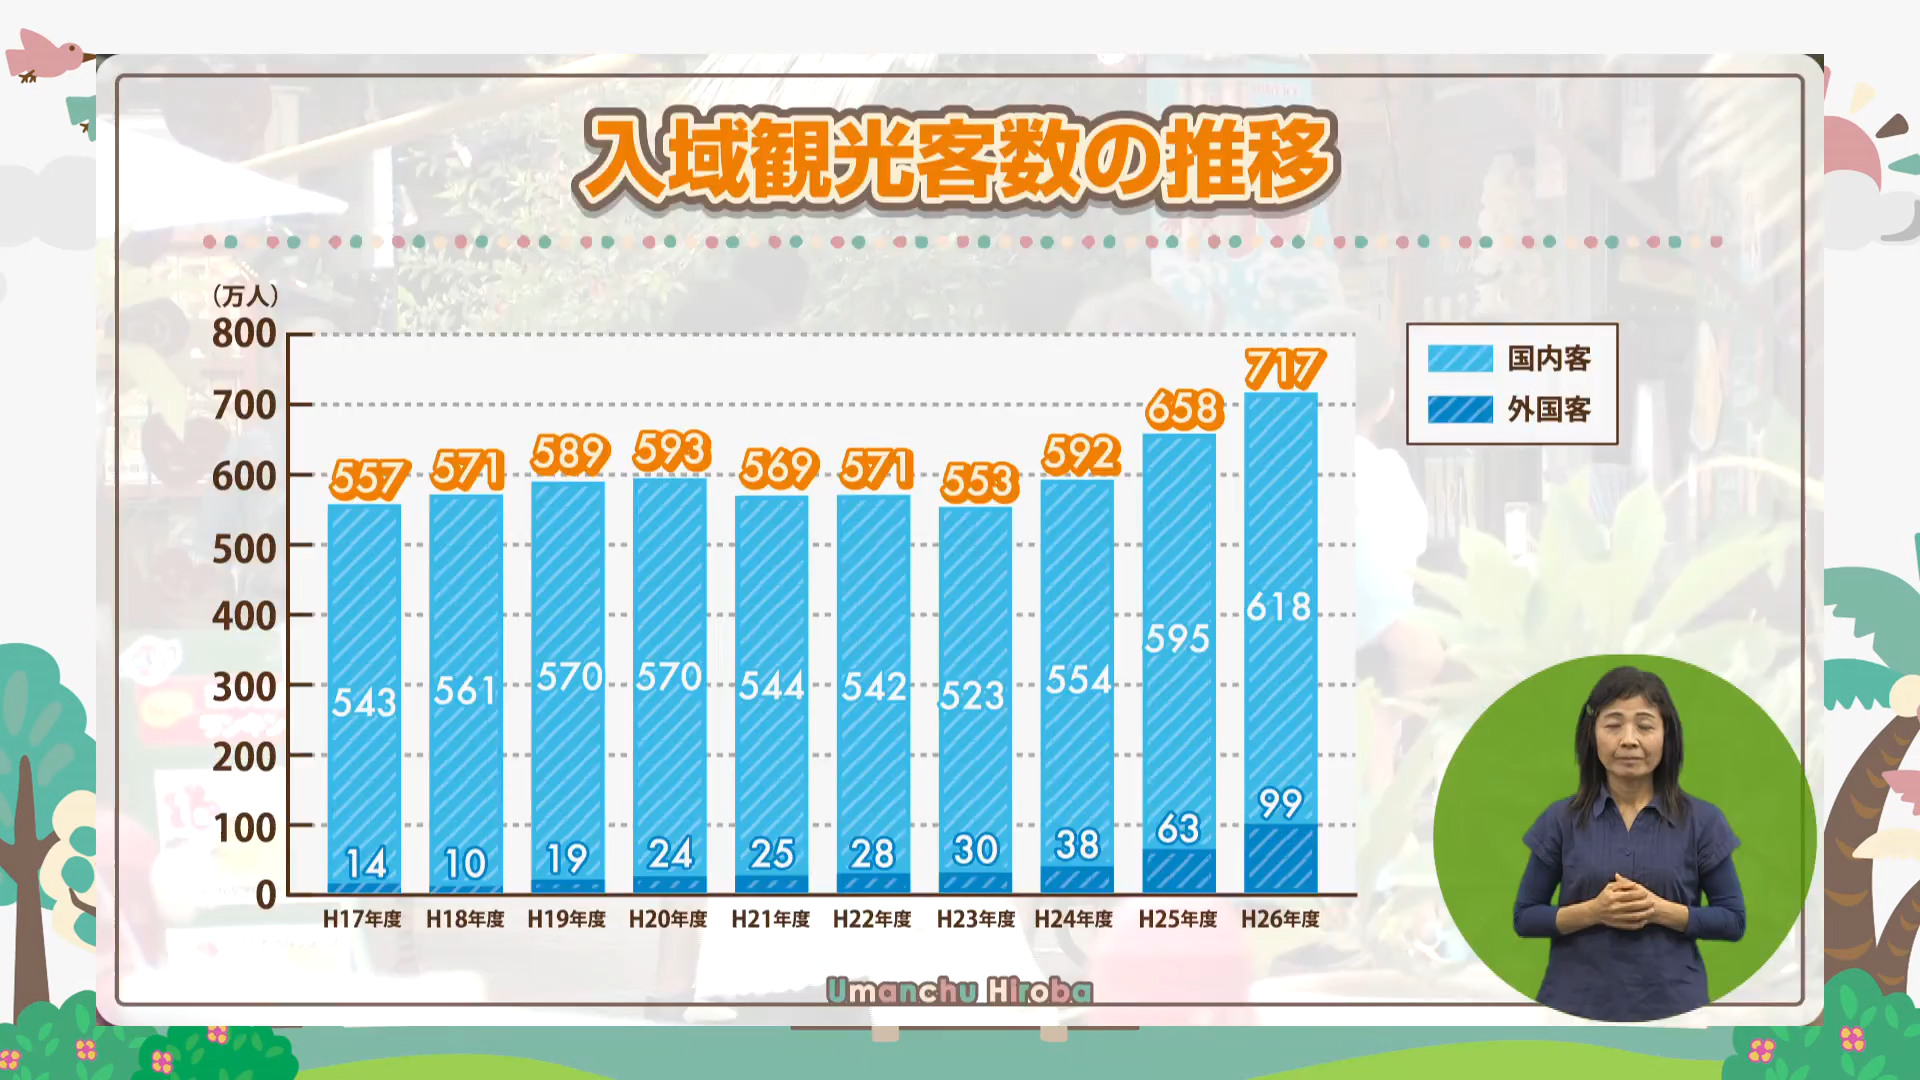 入域観光客数の推移
(万人)
800
700
600
500
400
300
200
100
0
557 571 589 593 569 571 553 592 658 717
543 561 570 570 544 542 523 554 595 618
14 10 19 24 25 28 30 38 63 99
H17年度 H18年度 H19年度 H20年度 H21年度 H22年度 H23年度 H24年度 H25年度 H26年度
国内客
外国客
Umanchu Hiroba